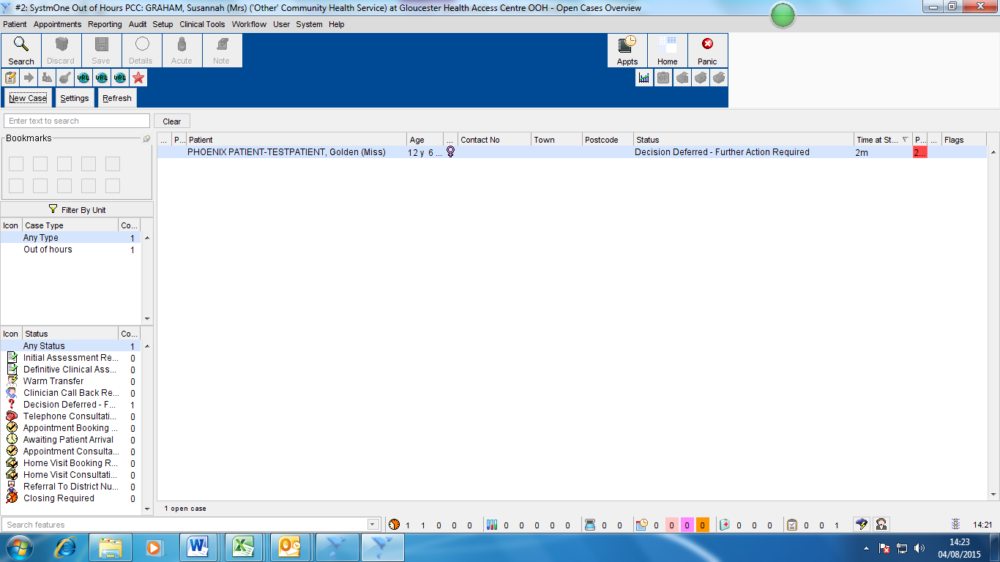 #2: SystmOne Out of Hours PCC: GRAHAM, Susannah (Mrs) ('Other' Community Health Service) at Gloucester Health Access Centre OOH - Open Cases Overview
Patient Appointments Reporting Audit Setup Clinical Tools Workflow User System Help
Search Discard Save Details Acute Note Appts Home Panic
URL URL URL
New Case Settings Refresh
Enter text to search Clear
Bookmarks
... P... Patient Age ... Contact No Town Postcode Status Time at St... P... ... Flags
PHOENIX PATIENT-TESTPATIENT, Golden (Miss) 12 y 6 ... Decision Deferred - Further Action Required 2m 2...
Filter By Unit
Icon Case Type Co...
Any Type 1
Out of hours 1
Icon Status Co...
Any Status 1
Initial Assessment Re... 0
Definitive Clinical Ass... 0
Warm Transfer 0
Clinician Call Back Re... 0
Decision Deferred - F... 1
Telephone Consultati... 0
Appointment Booking ... 0
Awaiting Patient Arrival 0
Appointment Consulta... 0
Home Visit Booking R... 0
Home Visit Consultati... 0
Referral To District Nu... 0
Closing Required 0
1 open case
Search features 1 1 0 0 0 0 0 0 0 0 0 0 0 0 0 0 0 0 0 0 0 1 14:21
14:23
04/08/2015